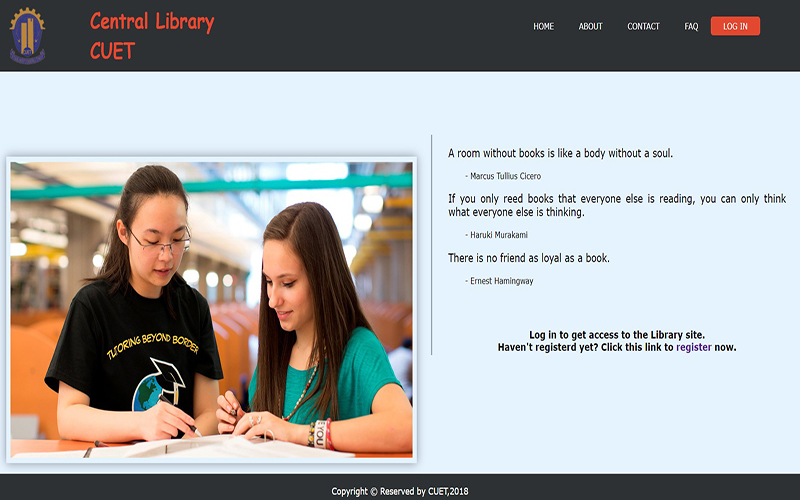 Central Library
CUET
HOME ABOUT CONTACT FAQ LOG IN
A room without books is like a body without a soul.
- Marcus Tullius Cicero
If you only reed books that everyone else is reading, you can only think
what everyone else is thinking.
- Haruki Murakami
There is no friend as loyal as a book.
- Ernest Hamingway
Log in to get access to the Library site.
Haven't registerd yet? Click this link to register now.
TUTORING BEYOND BORDER
YOU
Copyright © Reserved by CUET,2018